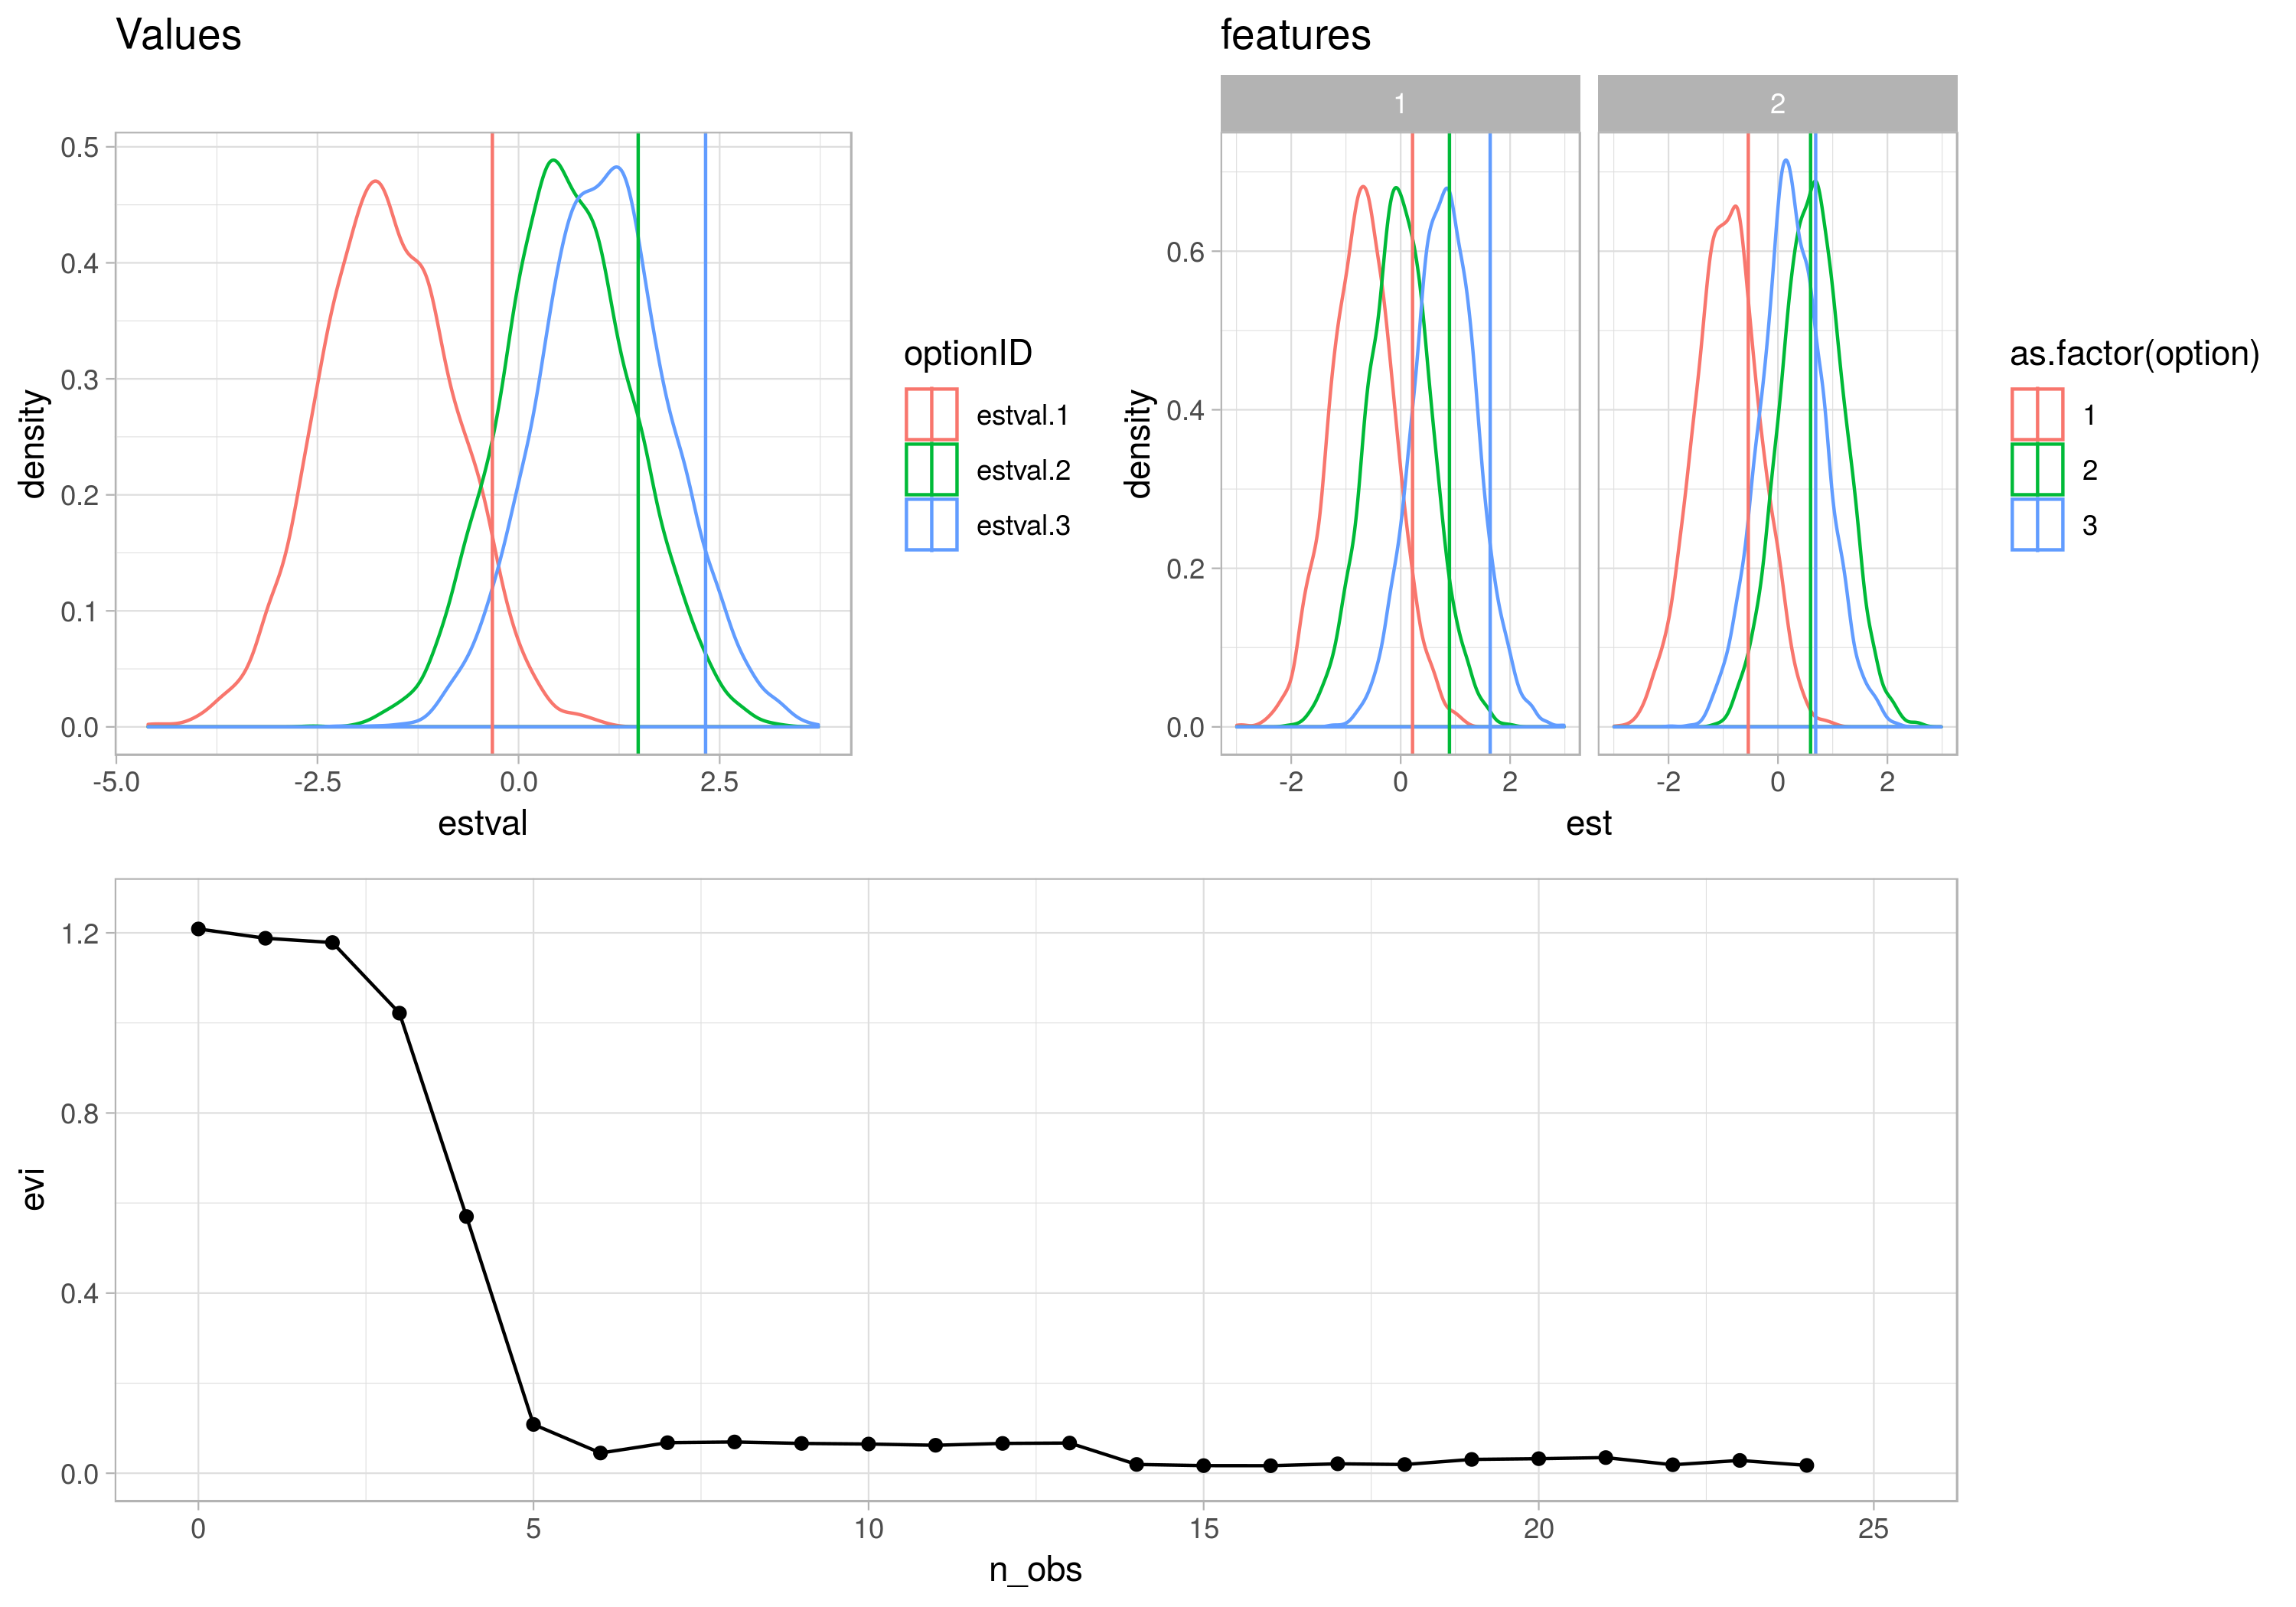 Values
0.5
0.4
0.3
0.2
0.1
0.0
density
-5.0 -2.5 0.0 2.5
estval
optionID
estval.1
estval.2
estval.3
features
1 2
0.6
0.4
0.2
0.0
density
-2 0 2 -2 0 2
est
as.factor(option)
1
2
3
1.2
0.8
0.4
0.0
evi
0 5 10 15 20 25
n_obs